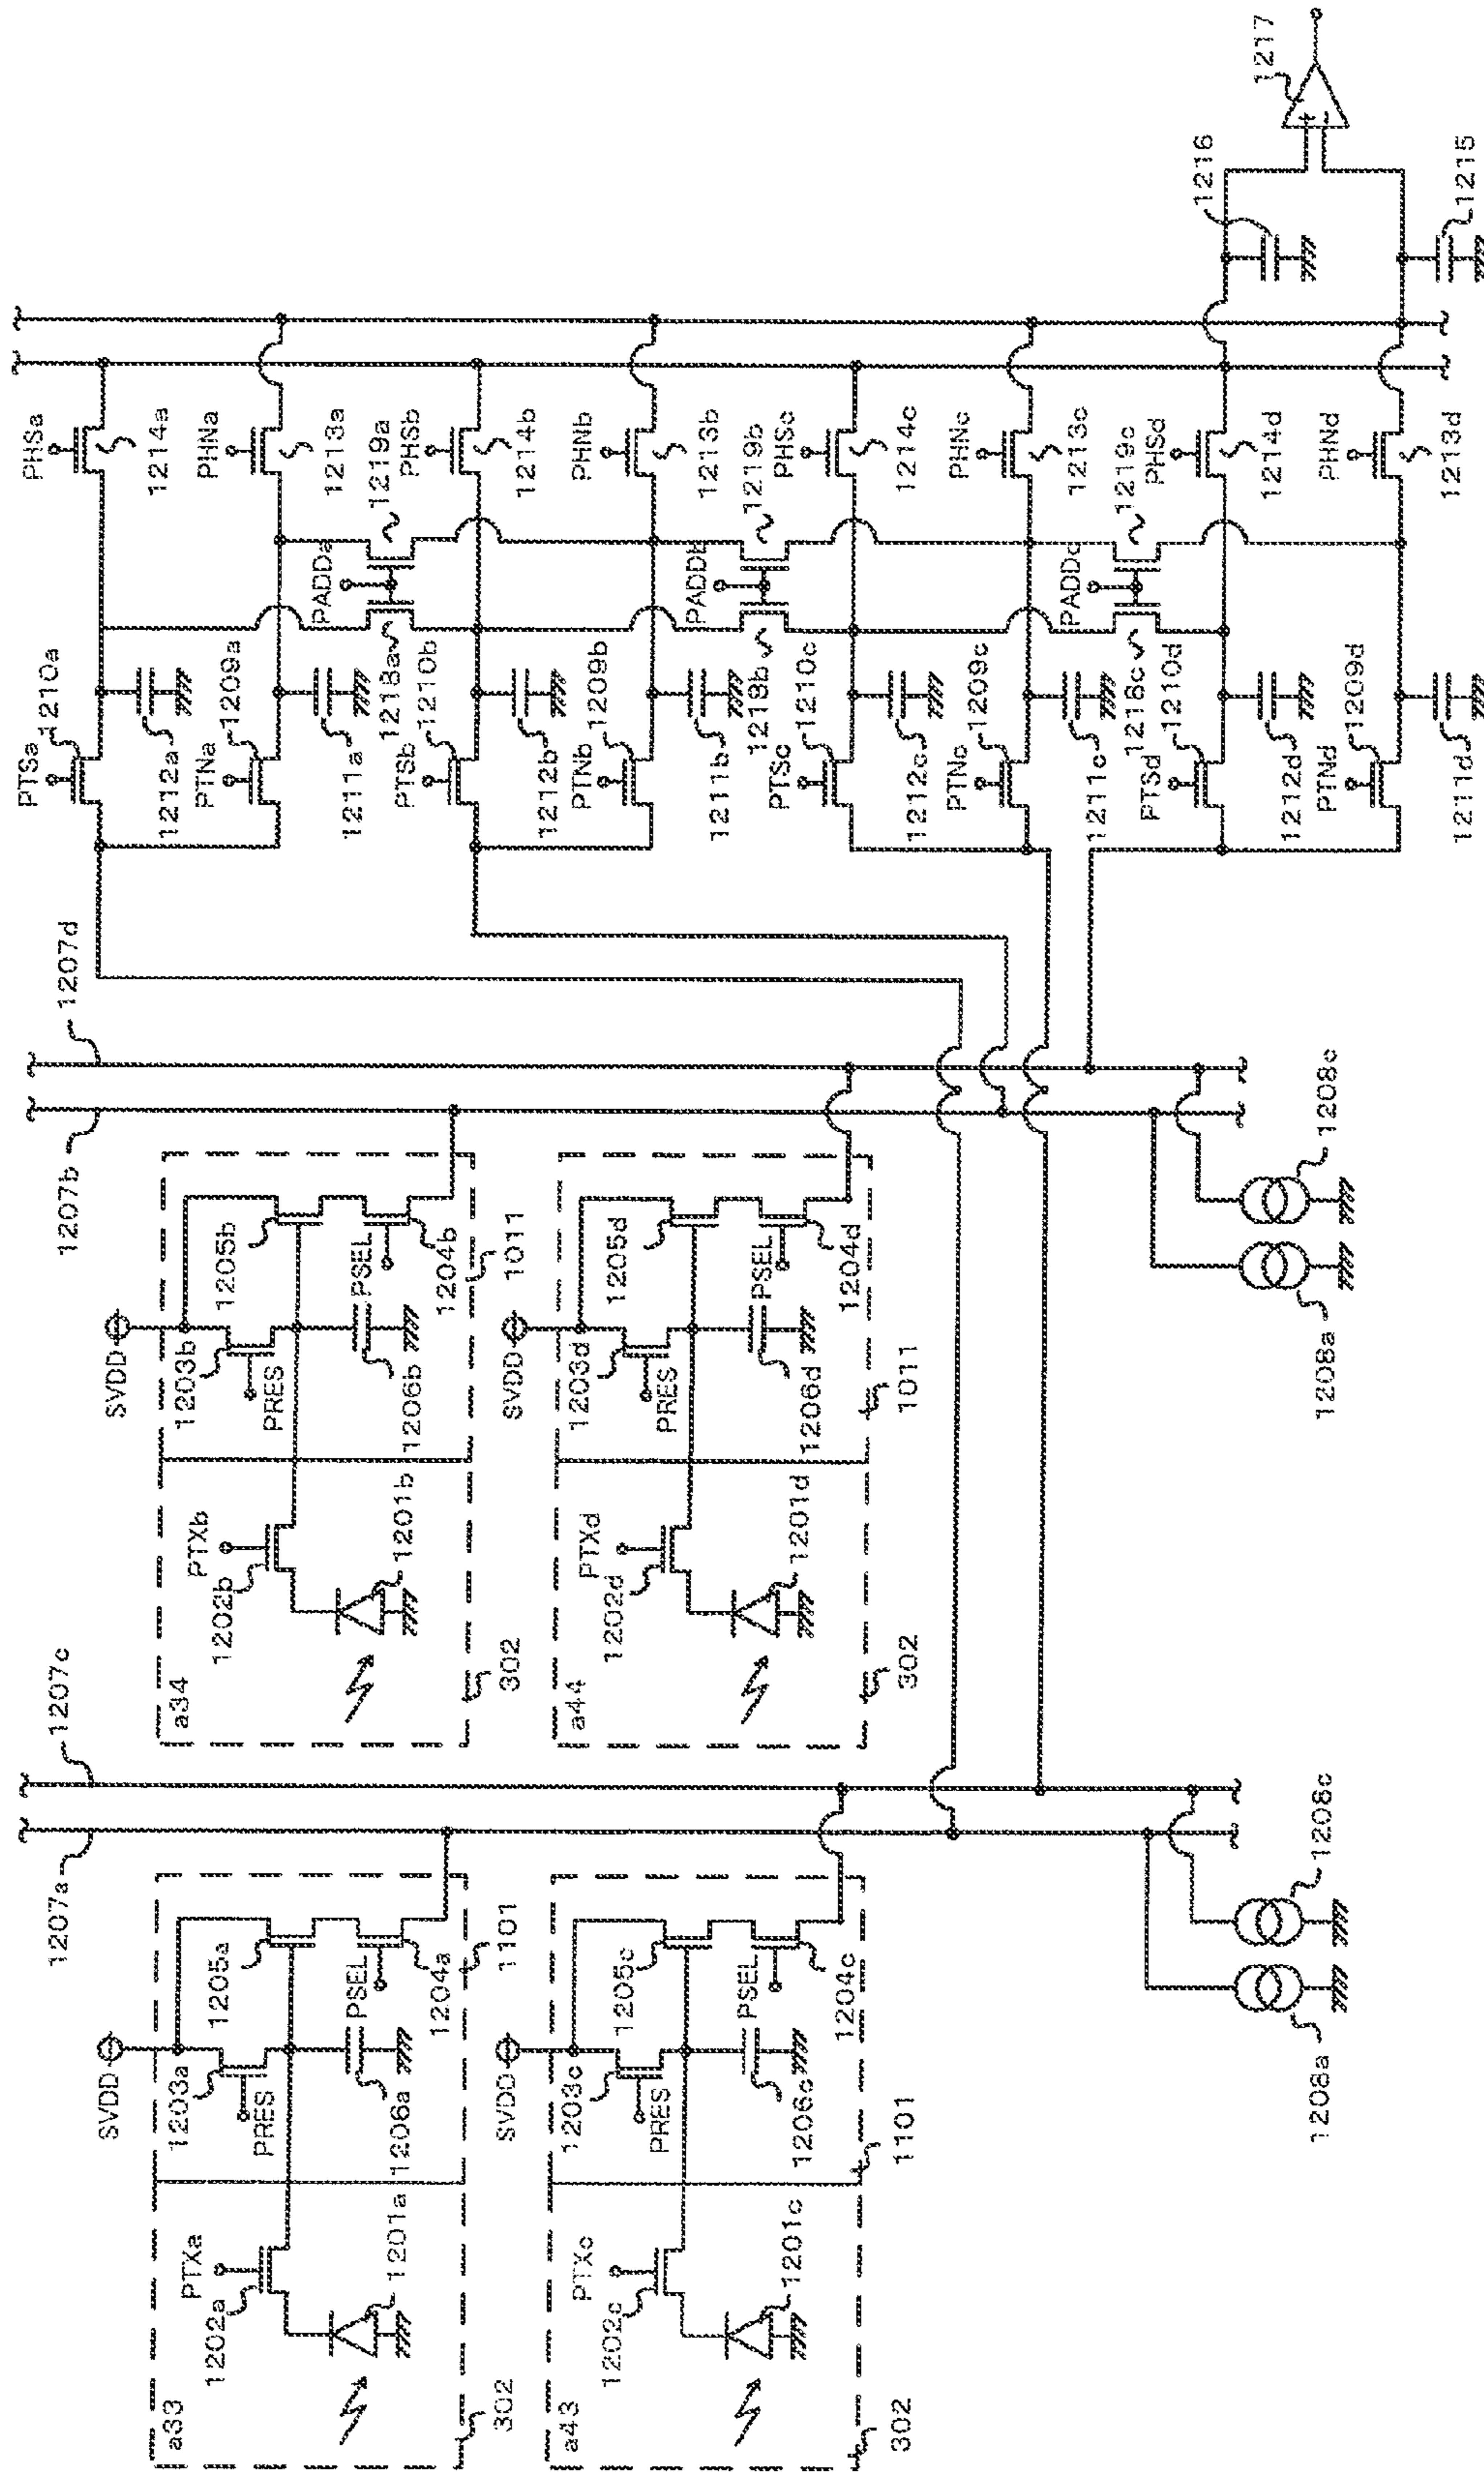 1207a
1207c
1207b
1207d
SVDD
1203a
PRES
1205a
PSEL
1204a
1101
1206a
PTXa
1202a
1201a
a33
302
SVDD
1203c
PRES
1205c
PSEL
1204c
1101
1206c
PTXc
1202c
1201c
a43
302
1208a
1208c
SVDD
1203b
PRES
1205b
PSEL
1204b
1011
1206b
PTXb
1202b
1201b
a34
302
SVDD
1203d
PRES
1205d
PSEL
1204d
1011
1206d
PTXd
1202d
1201d
a44
302
1208a
1208c
PTSa
1210a
1212a
PHSa
1214a
PTNa
1209a
1211a
PHNa
1213a
PADDa
1218a
1219a
PTSb
1210b
1212b
PHSb
1214b
PTNb
1209b
1211b
PHNb
1213b
PADDb
1218b
1219b
PTSc
1210c
1212c
PHSc
1214c
PTNc
1209c
1211c
PHNc
1213c
PADDc
1218c
1219c
PTSd
1210d
1212d
PHSd
1214d
PTNd
1209d
1211d
PHNd
1213d
1216
1215
1217